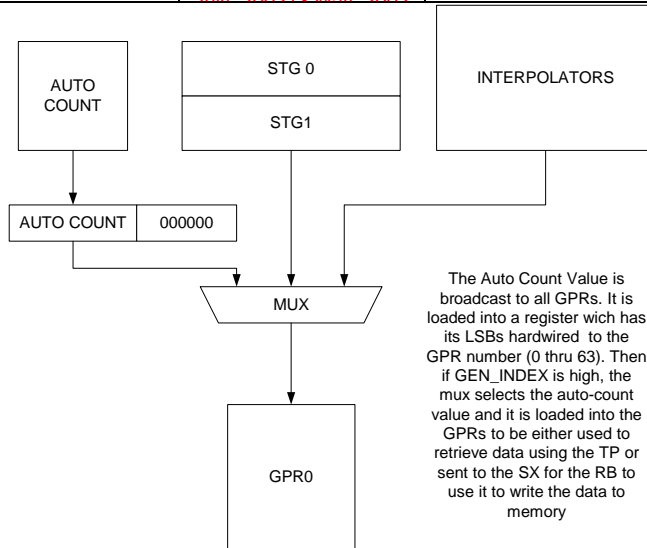 AUTO
COUNT
STG 0
STG1
INTERPOLATORS
AUTO COUNT
000000
MUX
The Auto Count Value is
broadcast to all GPRs. It is
loaded into a register wich has
its LSBs hardwired to the
GPR number (0 thru 63). Then
if GEN_INDEX is high, the
mux selects the auto-count
value and it is loaded into the
GPRs to be either used to
retrieve data using the TP or
sent to the SX for the RB to
use it to write the data to
memory
GPR0